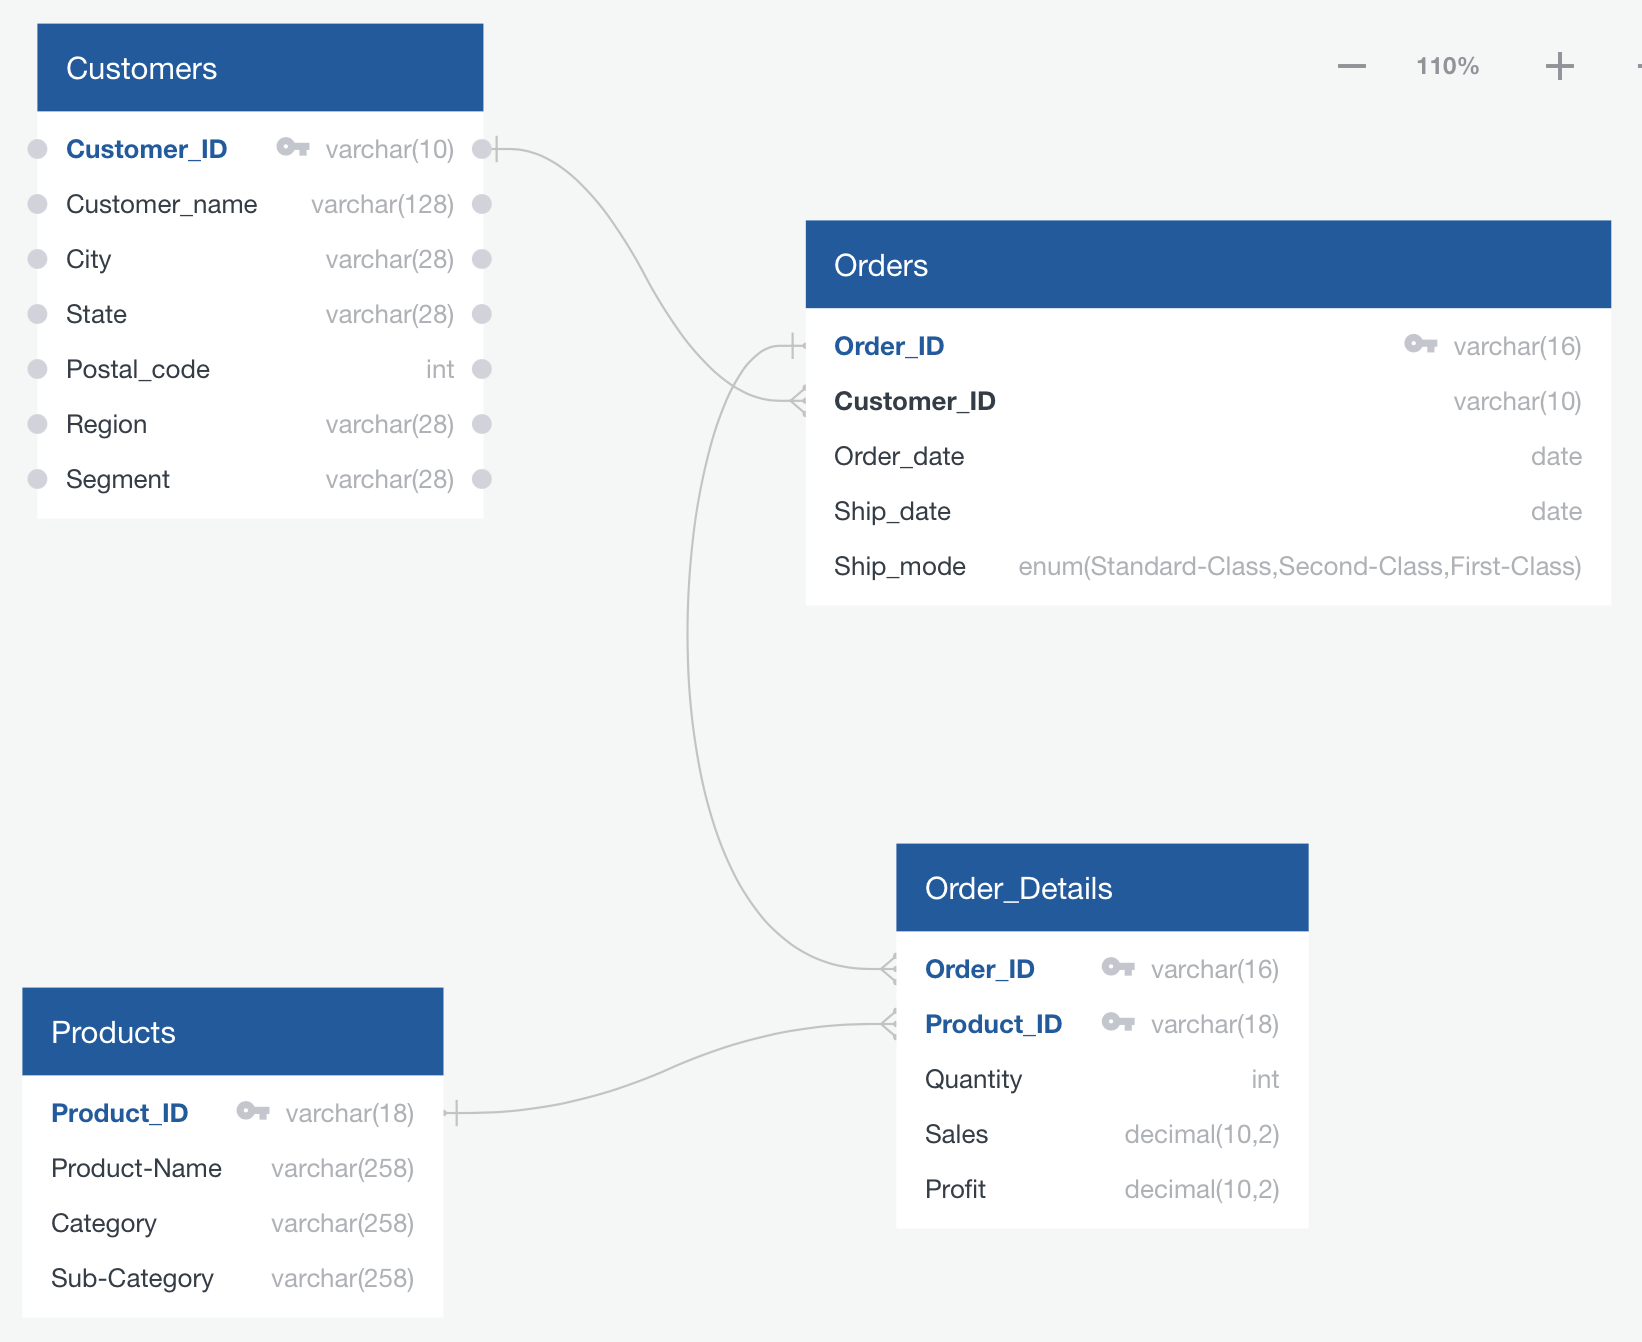 Customers
Customer_ID varchar(10)
Customer_name varchar(128)
City varchar(28)
State varchar(28)
Postal_code int
Region varchar(28)
Segment varchar(28)
110%
Orders
Order_ID varchar(16)
Customer_ID varchar(10)
Order_date date
Ship_date date
Ship_mode enum(Standard-Class,Second-Class,First-Class)
Order_Details
Order_ID varchar(16)
Product_ID varchar(18)
Quantity int
Sales decimal(10,2)
Profit decimal(10,2)
Products
Product_ID varchar(18)
Product-Name varchar(258)
Category varchar(258)
Sub-Category varchar(258)